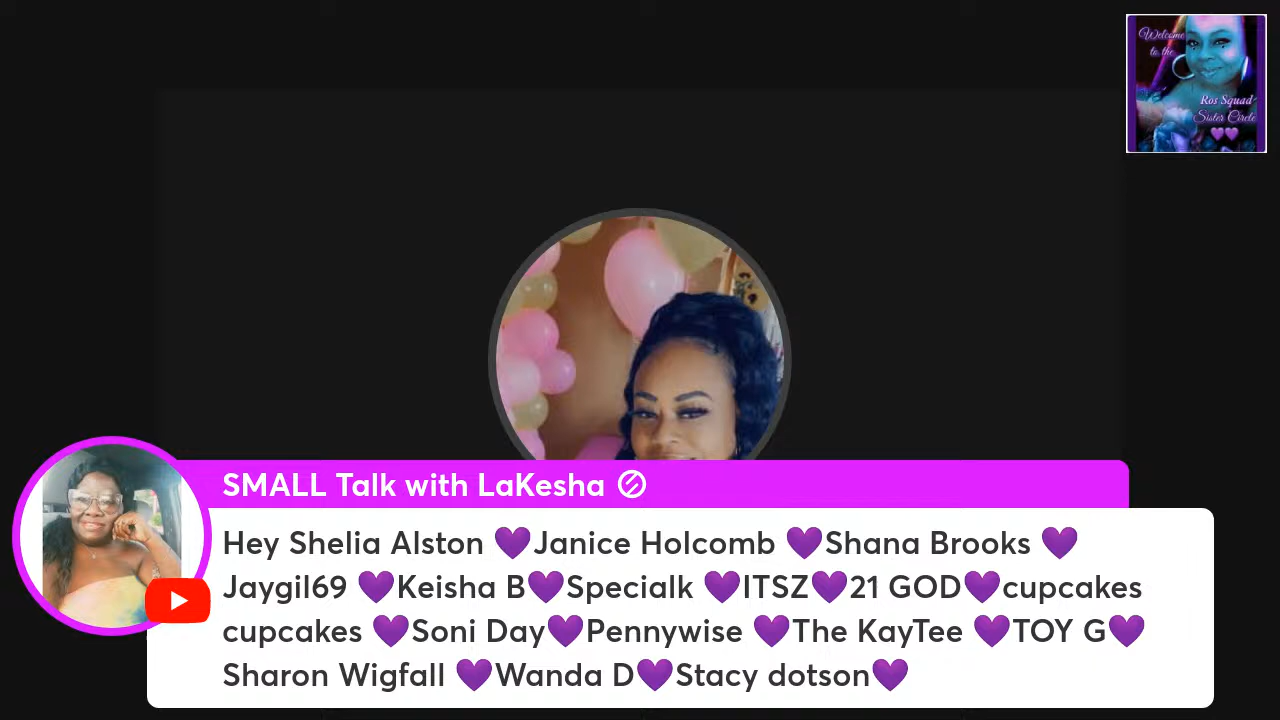 Welcome
to the
Ros Squad
Sister Circle
SMALL Talk with LaKesha
Hey Shelia Alston 💜Janice Holcomb 💜Shana Brooks 💜
Jaygil69 💜Keisha B💜Specialk 💜ITSZ💜21 GOD💜cupcakes
cupcakes 💜Soni Day💜Pennywise 💜The KayTee 💜TOY G💜
Sharon Wigfall 💜Wanda D💜Stacy dotson💜